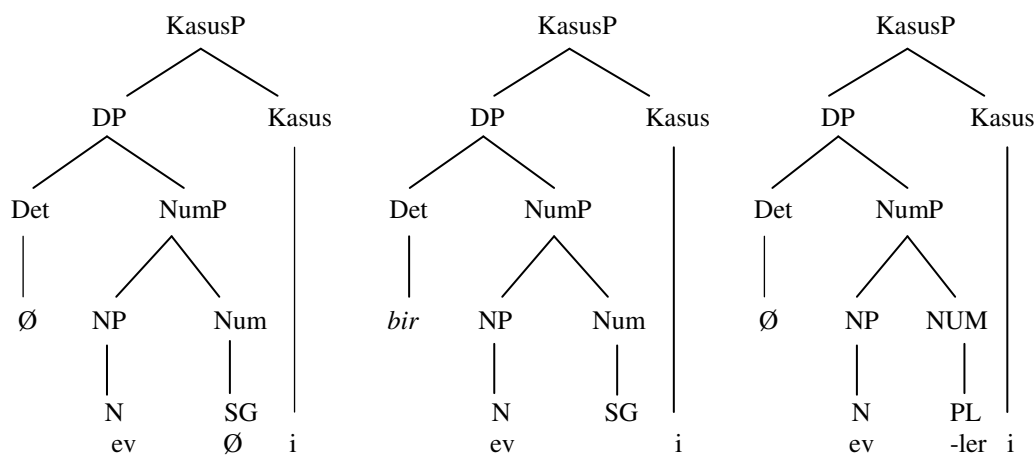 KasusP KasusP KasusP
DP Kasus DP Kasus DP Kasus
Det NumP Det NumP Det NumP
Ø NP Num bir NP Num Ø NP NUM
N SG N SG N PL
ev Ø i ev i ev -ler i